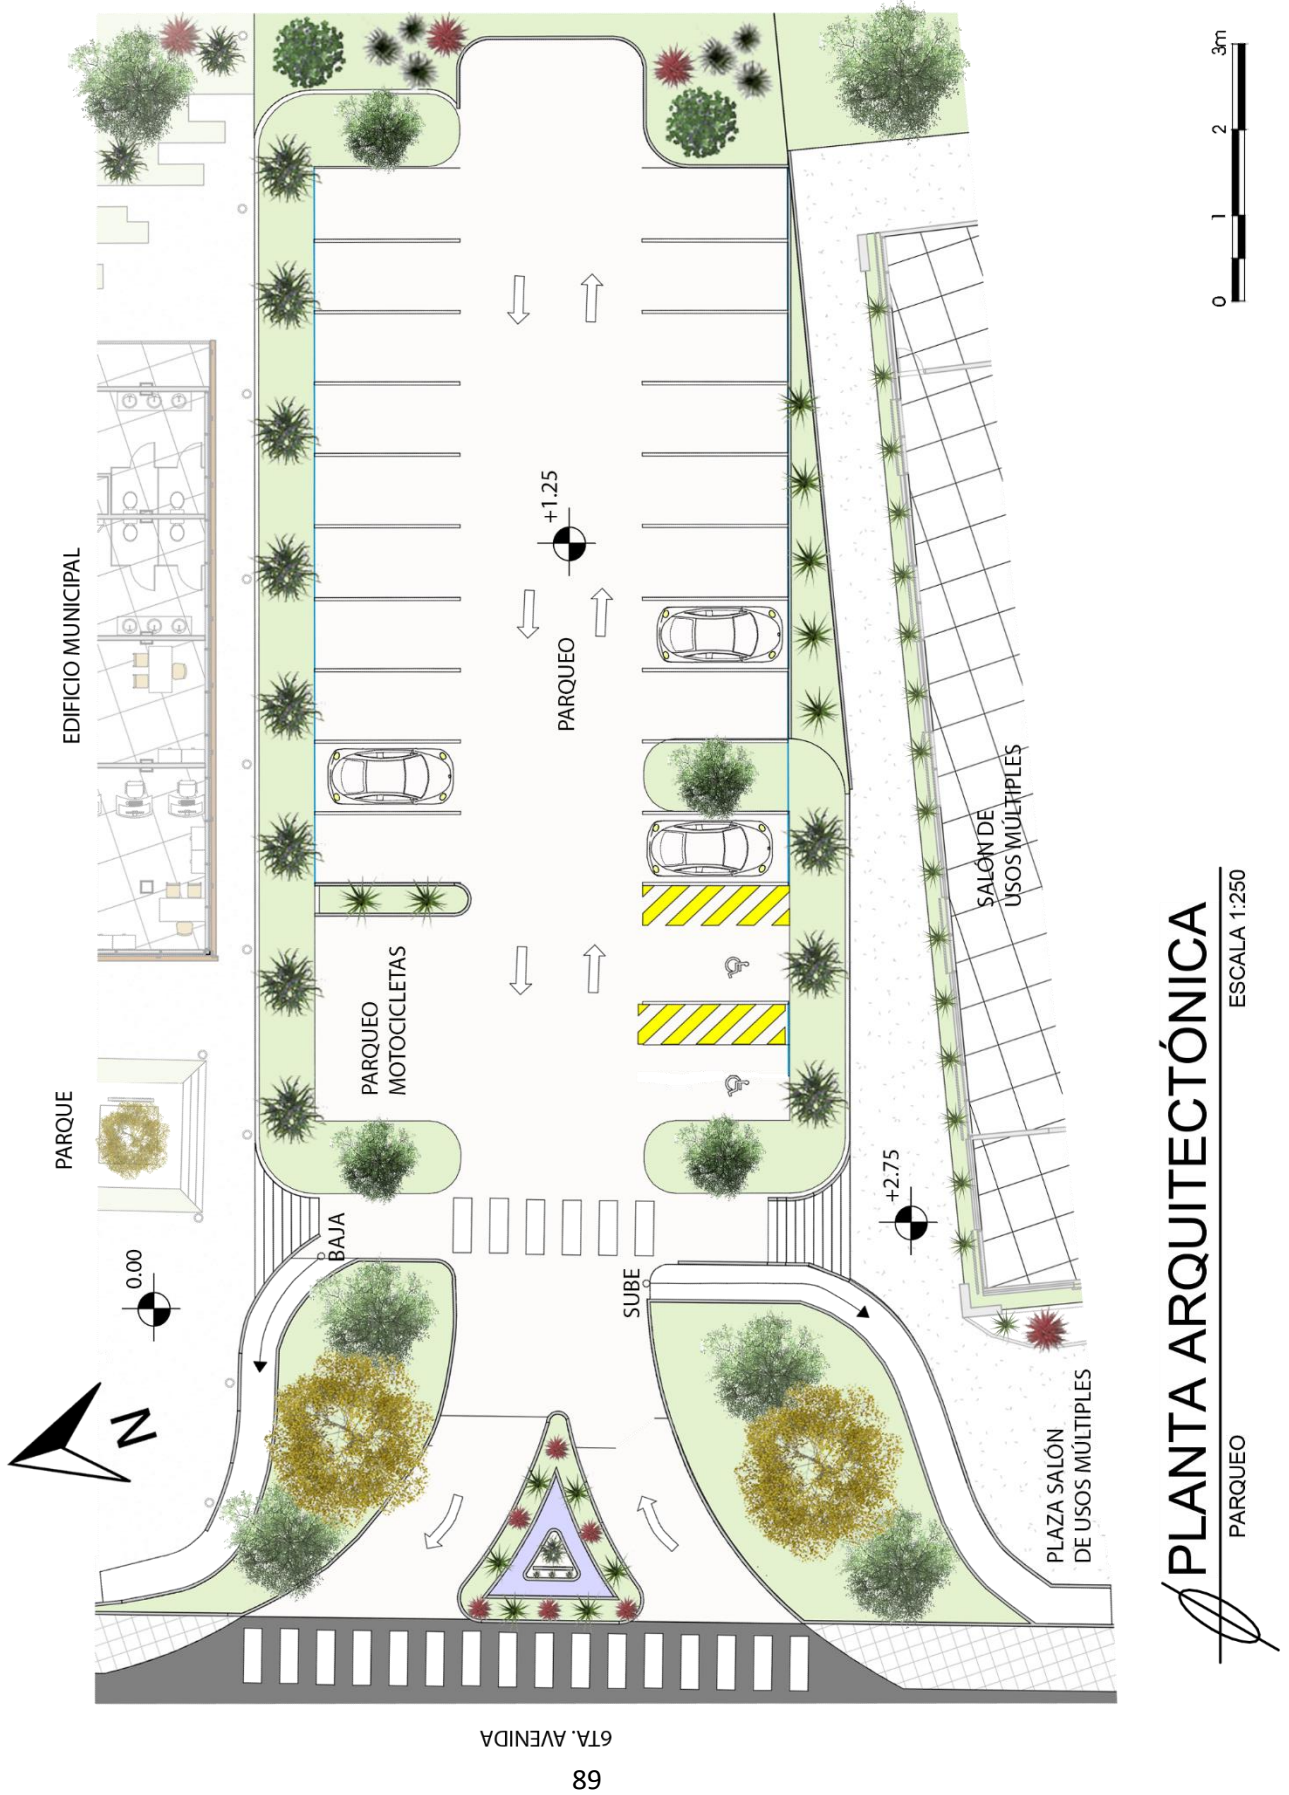 EDIFICIO MUNICIPAL
PARQUE
0.00
N
BAJA
PARQUEO
MOTOCICLETAS
+1.25
PARQUEO
SUBE
+2.75
SALÓN DE
USOS MÚLTIPLES
PLAZA SALÓN
DE USOS MÚLTIPLES
6TA. AVENIDA
0 1 2 3m
PLANTA ARQUITECTÓNICA
PARQUEO
ESCALA 1:250
89